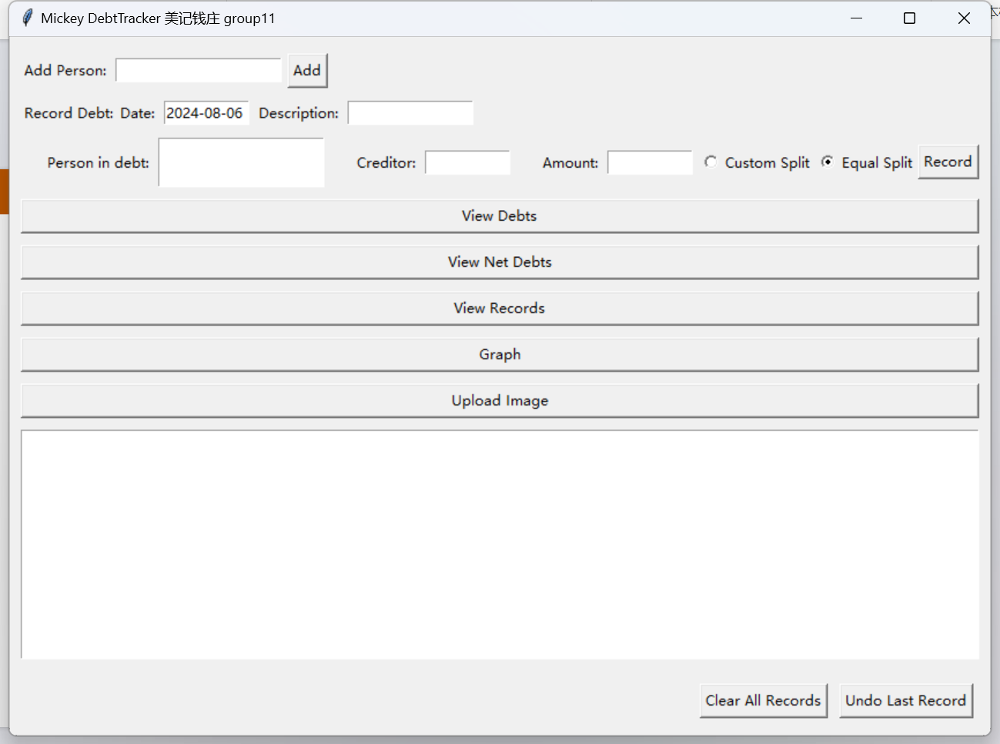 Mickey DebtTracker 美记钱庄 group11
Add Person: Add
Record Debt: Date: 2024-08-06 Description:
Person in debt: Creditor: Amount: Custom Split Equal Split Record
View Debts
View Net Debts
View Records
Graph
Upload Image
Clear All Records Undo Last Record